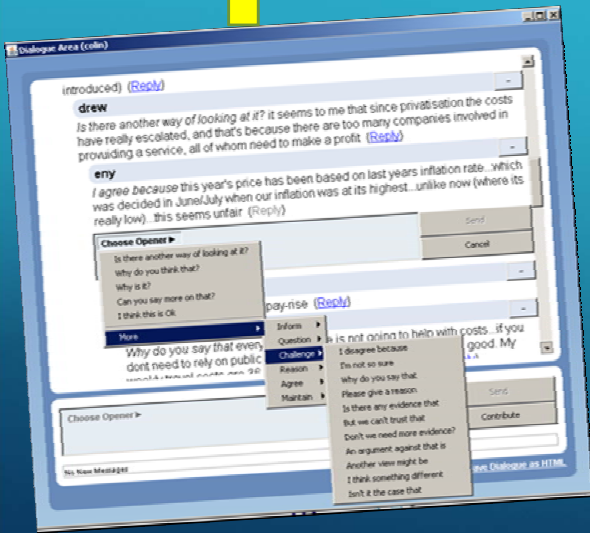 Dialogue Area (colin)
introduced) (Reply)
drew
Is there another way of looking at it? it seems to me that since privatisation the costs
have really escalated, and that's because there are too many companies involved in
prouiding a service, all of whom need to make a profit (Reply)
eny
I agree because this year's price has been based on last years inflation rate...which
was decided in June/July when our inflation was at its highest...unlike now (where its
really low)...this seems unfair (Reply)
Choose Opener
Send
Cancel
Is there another way of looking at it?
Why do you think that?
Why is it?
Can you say more on that?
I think this is Ok
More
pay-rise (Reply)
Inform
Question
Challenge
Reason
Agree
Maintain
Why do you say that every is not going to help with costs...if you
dont need to rely on public good. My
I disagree because
I'm not so sure
Why do you say that
Please give a reason
Is there any evidence that
But we can't trust that
Don't we need more evidence?
An argument against that is
Another view might be
I think something different
Isn't it the case that
Choose Opener
Send
Contribute
No New Messages
ave Dialogue as HTML